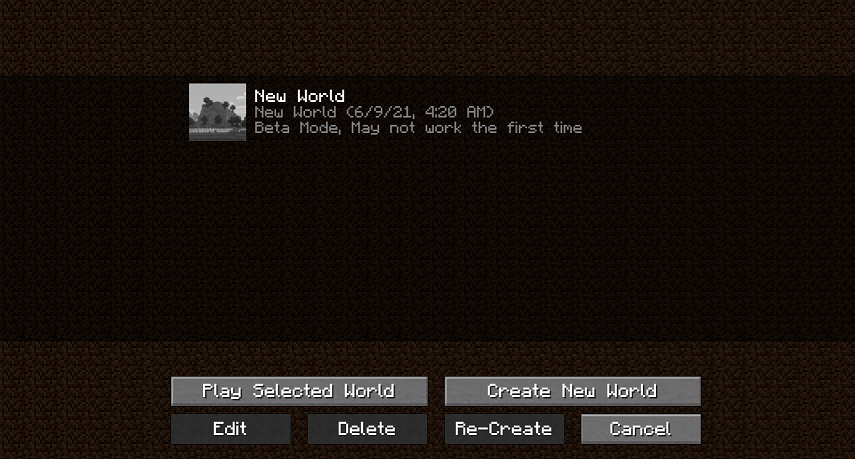 New World
New World (6/9/21, 4:20 AM)
Beta Mode, May not work the first time
Play Selected World
Create New World
Edit
Delete
Re-Create
Cancel